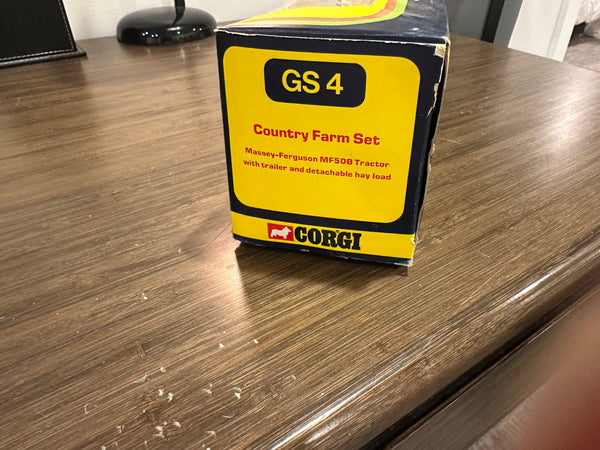 GS 4
Country Farm Set
Massey-Ferguson MF50B Tractor
with trailer and detachable hay load
CORGI